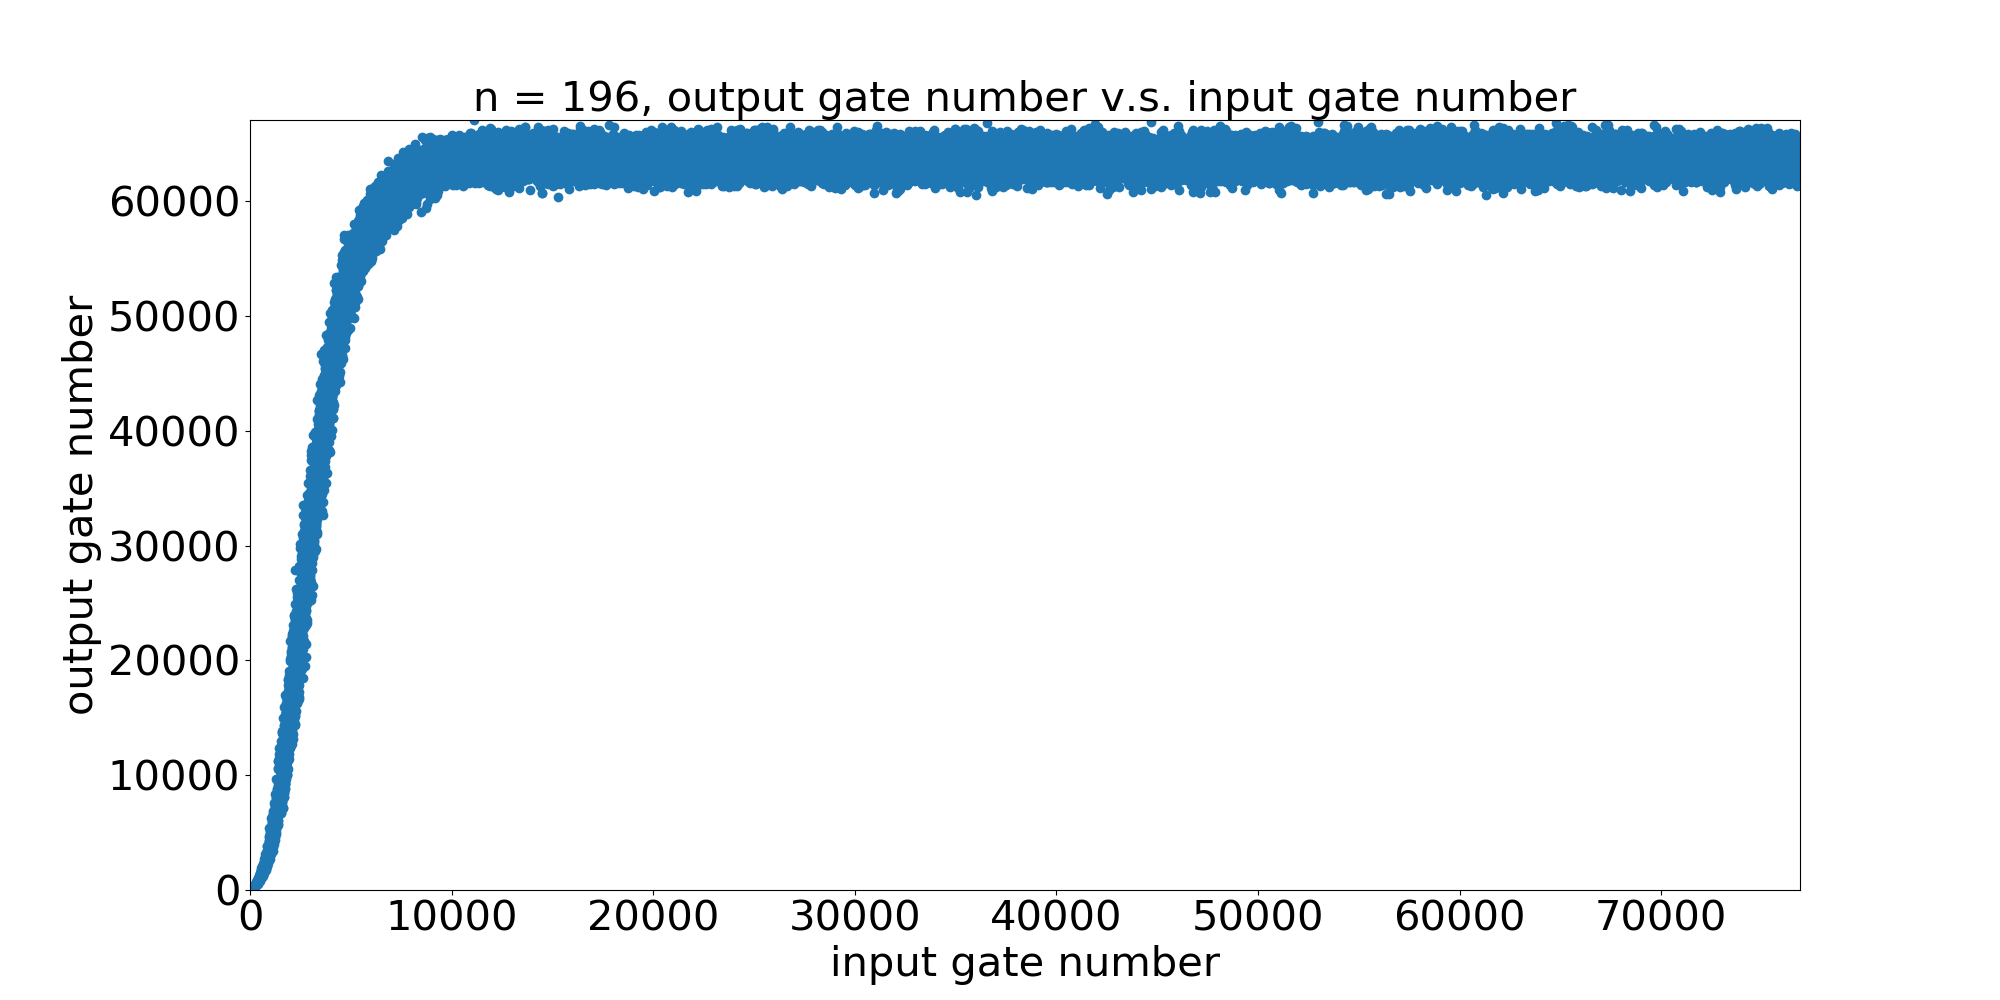 n = 196, output gate number v.s. input gate number
output gate number
60000
50000
40000
30000
20000
10000
0
0 10000 20000 30000 40000 50000 60000 70000
input gate number